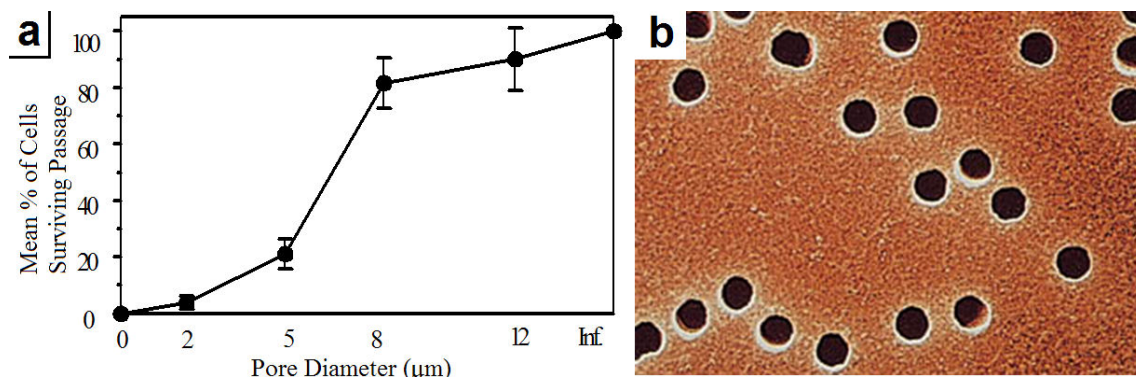 a
100
80
60
40
20
0
Mean % of Cells
Surviving Passage
0 2 5 8 12 Inf.
Pore Diameter (µm)
b